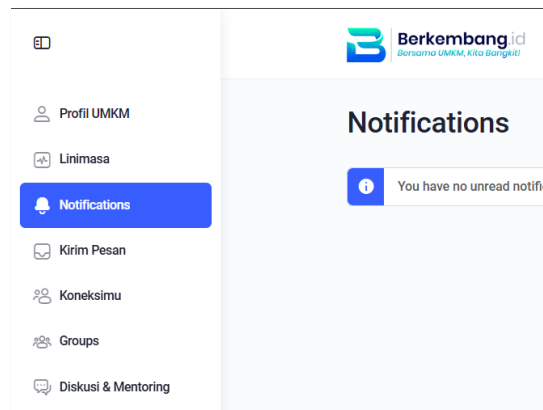 Berkembang.id
Bersama UMKM, Kita Bangkit!
Profil UMKM
Linimasa
Notifications
Kirim Pesan
Koneksimu
Groups
Diskusi & Mentoring
Notifications
You have no unread notifi